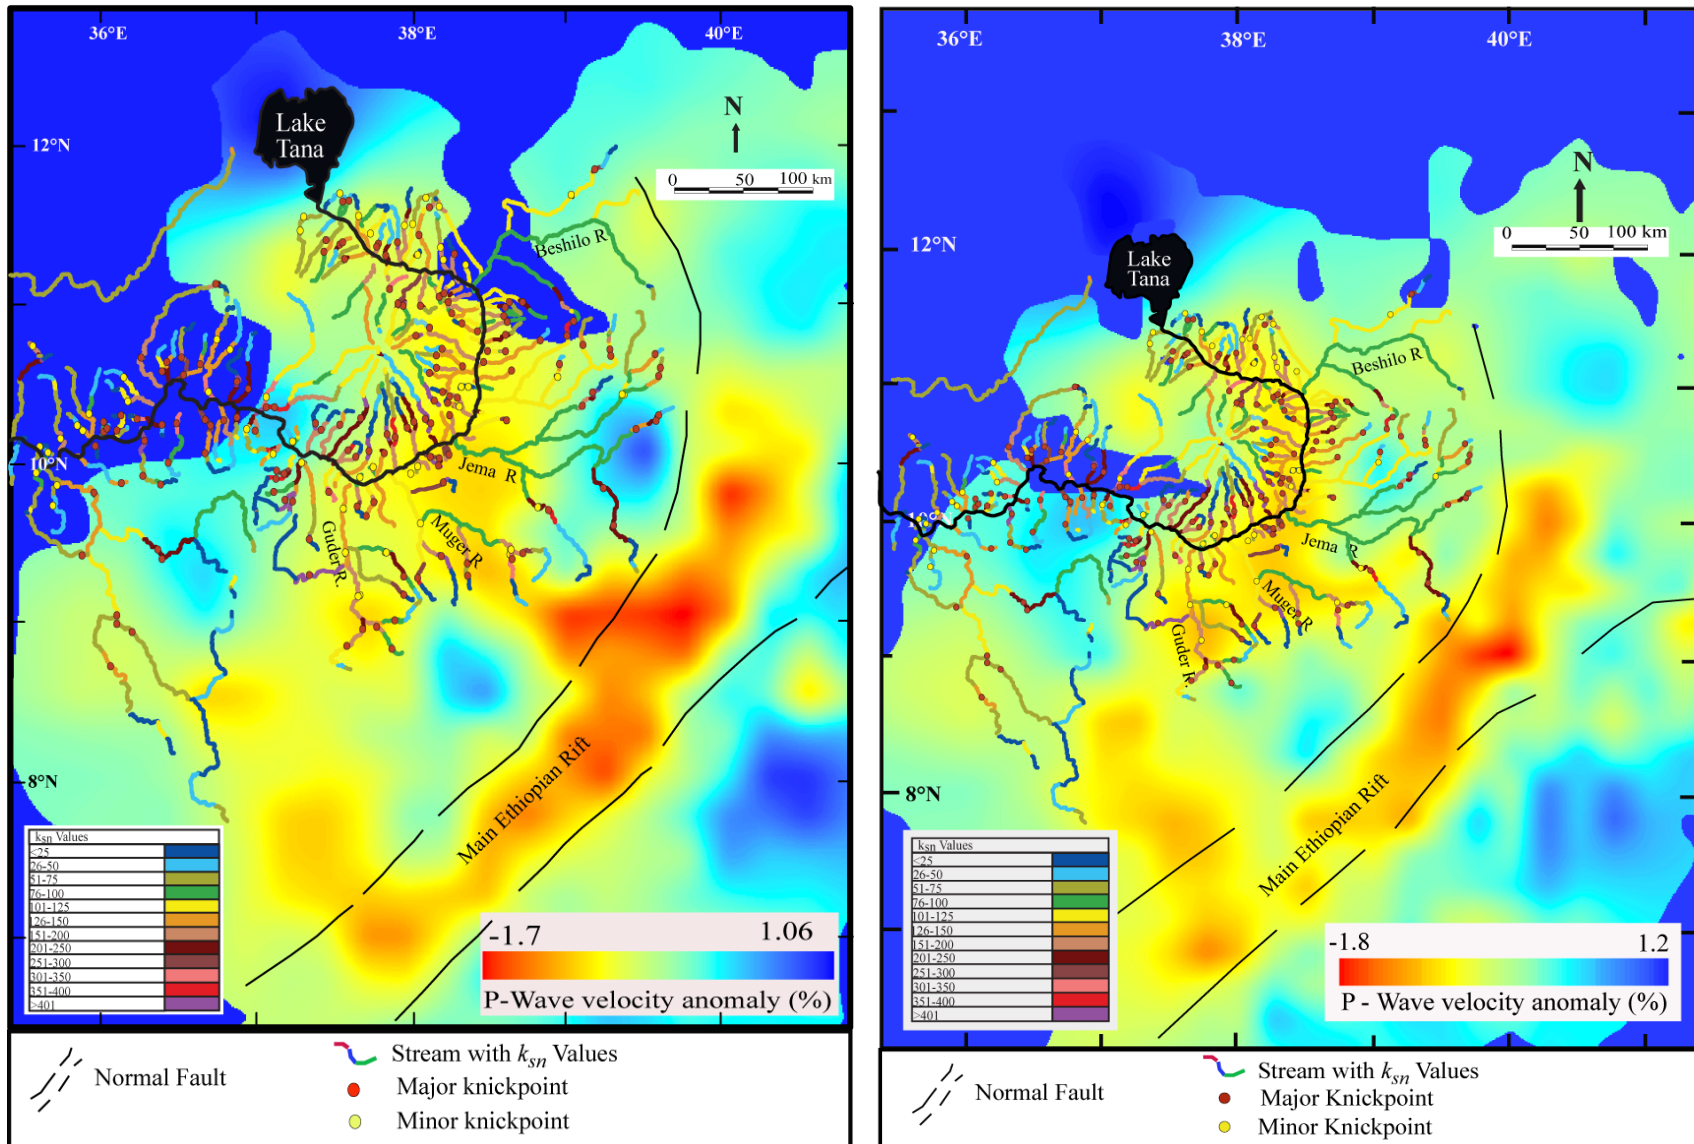 36°E
38°E
40°E
12°N
10°N
8°N
Lake
Tana
N
0 50 100 km
Beshilo R
Jema R
Muger R
Guder R.
Main Ethiopian Rift
ksn Values
<25
26-50
51-75
76-100
101-125
126-150
151-200
201-250
251-300
301-350
351-400
>401
-1.7 1.06
P-Wave velocity anomaly (%)
Normal Fault
Stream with ksn Values
Major knickpoint
Minor knickpoint
36°E
38°E
40°E
12°N
10°N
8°N
Lake
Tana
N
0 50 100 km
Beshilo R
Jema R
Muger R
Guder R.
Main Ethiopian Rift
ksn Values
<25
26-50
51-75
76-100
101-125
126-150
151-200
201-250
251-300
301-350
351-400
>401
-1.8 1.2
P - Wave velocity anomaly (%)
Normal Fault
Stream with ksn Values
Major Knickpoint
Minor Knickpoint